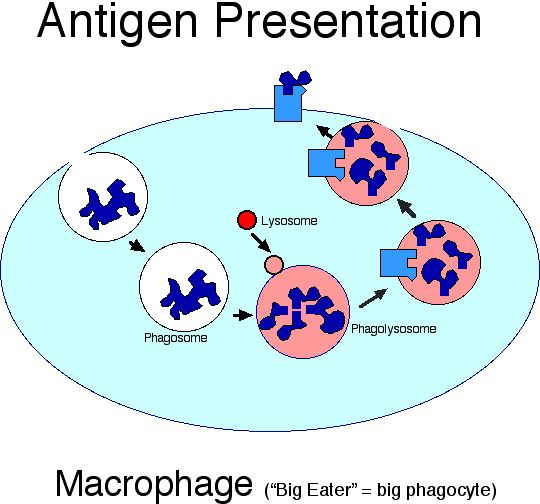 Antigen Presentation
Lysosome
Phagosome
Phagolysosome
Macrophage (“Big Eater” = big phagocyte)